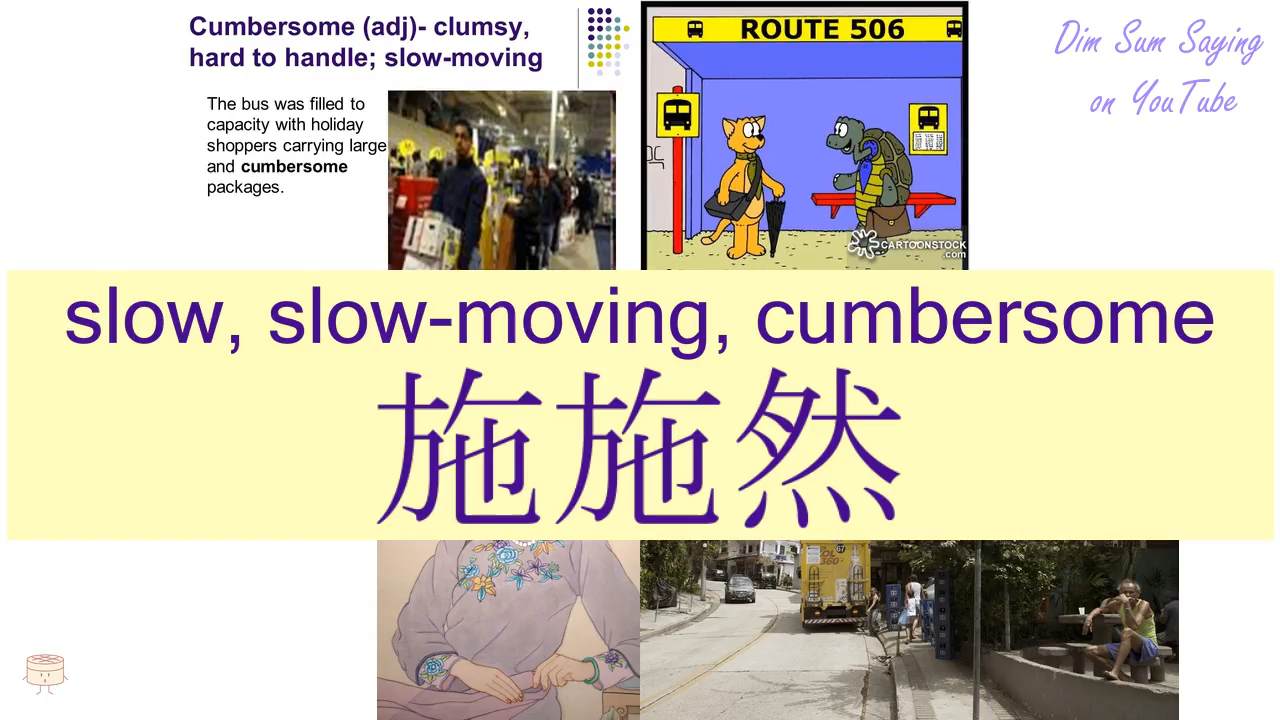 Cumbersome (adj)- clumsy,
hard to handle; slow-moving
The bus was filled to
capacity with holiday
shoppers carrying large
and cumbersome
packages.
ROUTE 506
CARTOONSTOCK
.com
Dim Sum Saying
on YouTube
slow, slow-moving, cumbersome
施施然
67
360°